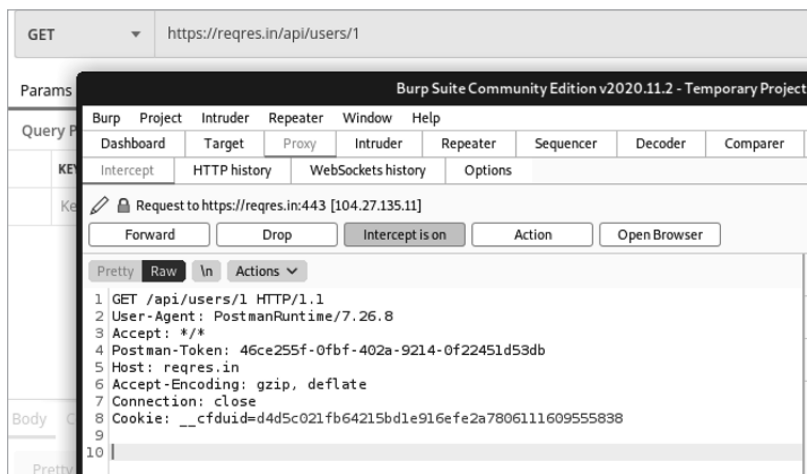 GET https://reqres.in/api/users/1
Params
Burp Suite Community Edition v2020.11.2 - Temporary Project
Burp Project Intruder Repeater Window Help
Query P
Dashboard Target Proxy Intruder Repeater Sequencer Decoder Comparer
KEY
Intercept HTTP history WebSockets history Options
Ke
Request to https://reqres.in:443 [104.27.135.11]
Forward Drop Intercept is on Action Open Browser
Pretty Raw \n Actions
1 GET /api/users/1 HTTP/1.1
2 User-Agent: PostmanRuntime/7.26.8
3 Accept: */*
4 Postman-Token: 46ce255f-0fbf-402a-9214-0f22451d53db
5 Host: reqres.in
6 Accept-Encoding: gzip, deflate
7 Connection: close
8 Cookie: __cfduid=d4d5c021fb64215bd1e916efe2a7806111609555838
9
10
Body C
Pretty